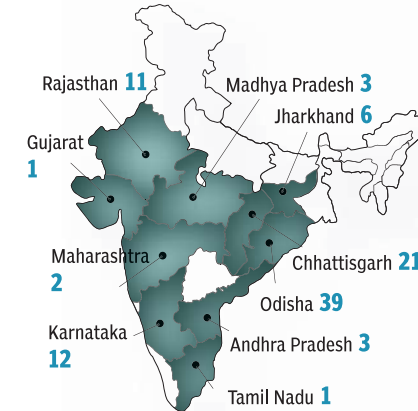 Rajasthan 11
Madhya Pradesh 3
Jharkhand 6
Gujarat
1
Maharashtra
2
Chhattisgarh 21
Odisha 39
Karnataka
12
Andhra Pradesh 3
Tamil Nadu 1